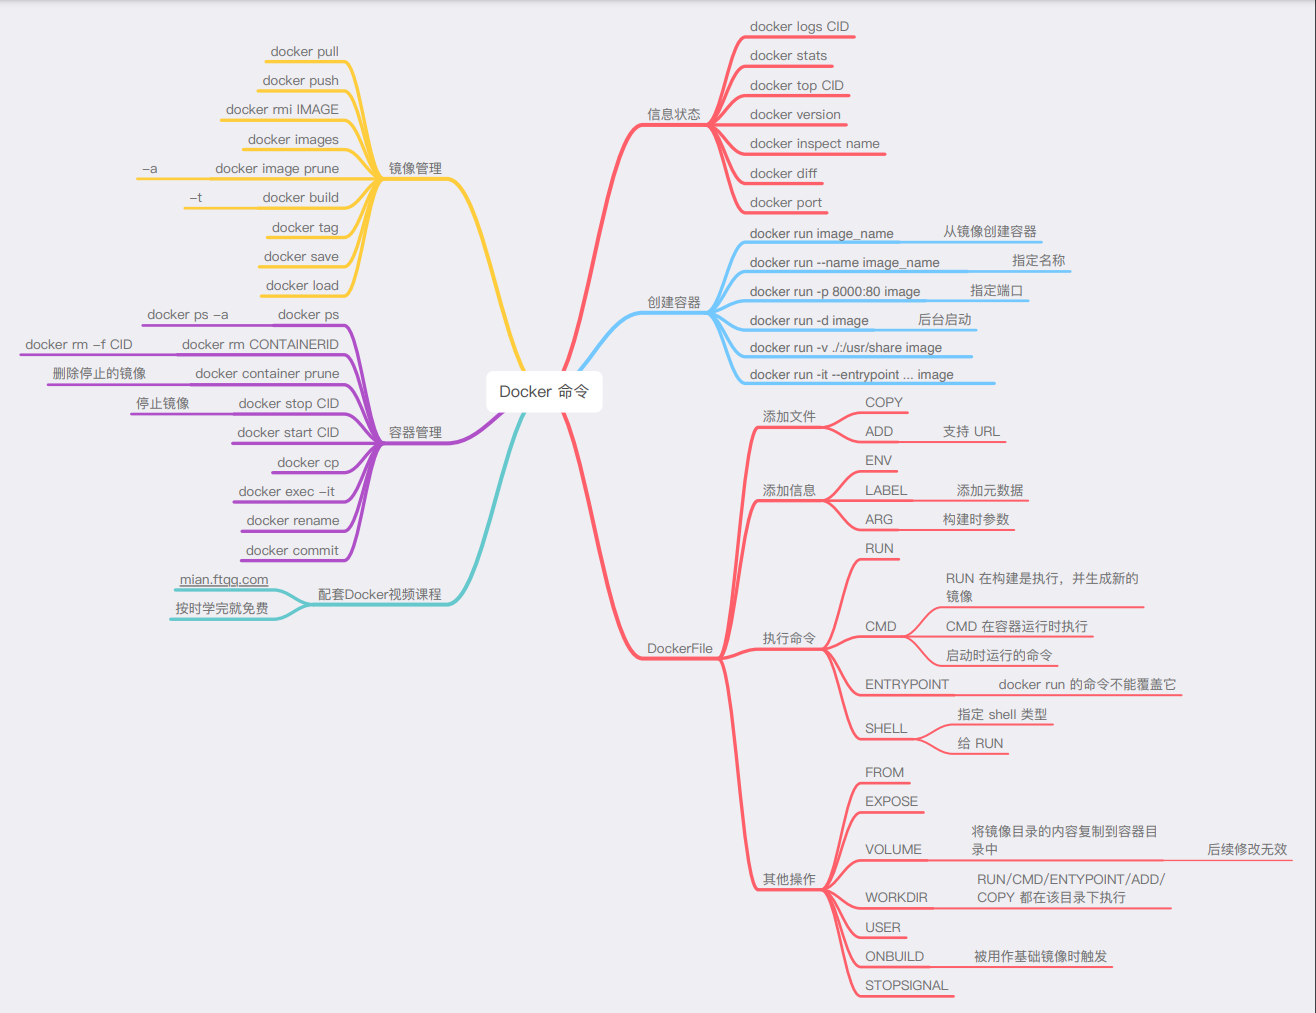 Docker 命令
镜像管理
docker pull
docker push
docker rmi IMAGE
docker images
docker image prune
-a
docker build
-t
docker tag
docker save
docker load
容器管理
docker ps
docker ps -a
docker rm CONTAINERID
docker rm -f CID
docker container prune
删除停止的镜像
docker stop CID
停止镜像
docker start CID
docker cp
docker exec -it
docker rename
docker commit
配套Docker视频课程
mian.ftqq.com
按时学完就免费
信息状态
docker logs CID
docker stats
docker top CID
docker version
docker inspect name
docker diff
docker port
创建容器
docker run image_name
从镜像创建容器
docker run --name image_name
指定名称
docker run -p 8000:80 image
指定端口
docker run -d image
后台启动
docker run -v ./:/usr/share image
docker run -it --entrypoint ... image
DockerFile
添加文件
COPY
ADD
支持 URL
添加信息
ENV
LABEL
添加元数据
ARG
构建时参数
执行命令
RUN
CMD
RUN 在构建是执行，并生成新的
镜像
CMD 在容器运行时执行
启动时运行的命令
ENTRYPOINT
docker run 的命令不能覆盖它
SHELL
指定 shell 类型
给 RUN
其他操作
FROM
EXPOSE
VOLUME
将镜像目录的内容复制到容器目
录中
后续修改无效
WORKDIR
RUN/CMD/ENTYPOINT/ADD/
COPY 都在该目录下执行
USER
ONBUILD
被用作基础镜像时触发
STOPSIGNAL